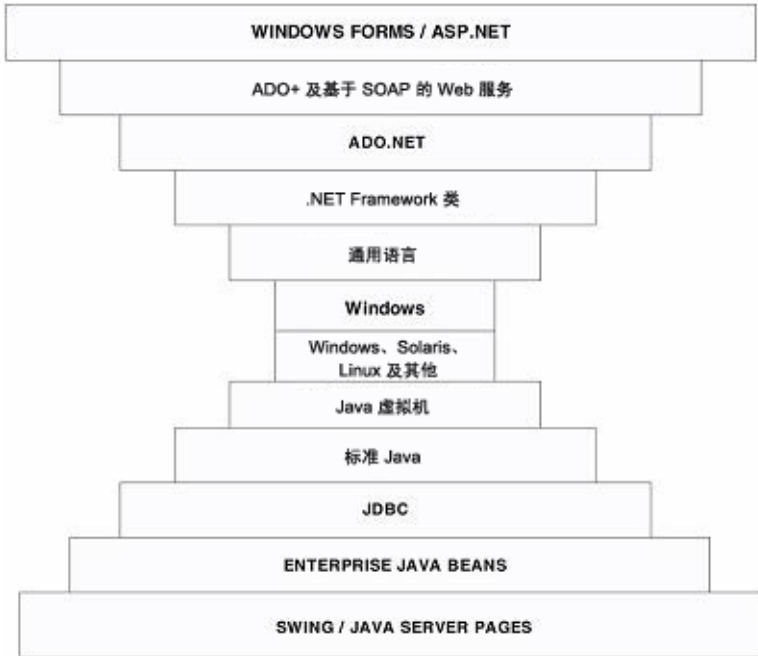 WINDOWS FORMS / ASP.NET
ADO+ 及基于 SOAP 的 Web 服务
ADO.NET
.NET Framework 类
通用语言
Windows
Windows、Solaris、
Linux 及其他
Java 虚拟机
标准 Java
JDBC
ENTERPRISE JAVA BEANS
SWING / JAVA SERVER PAGES